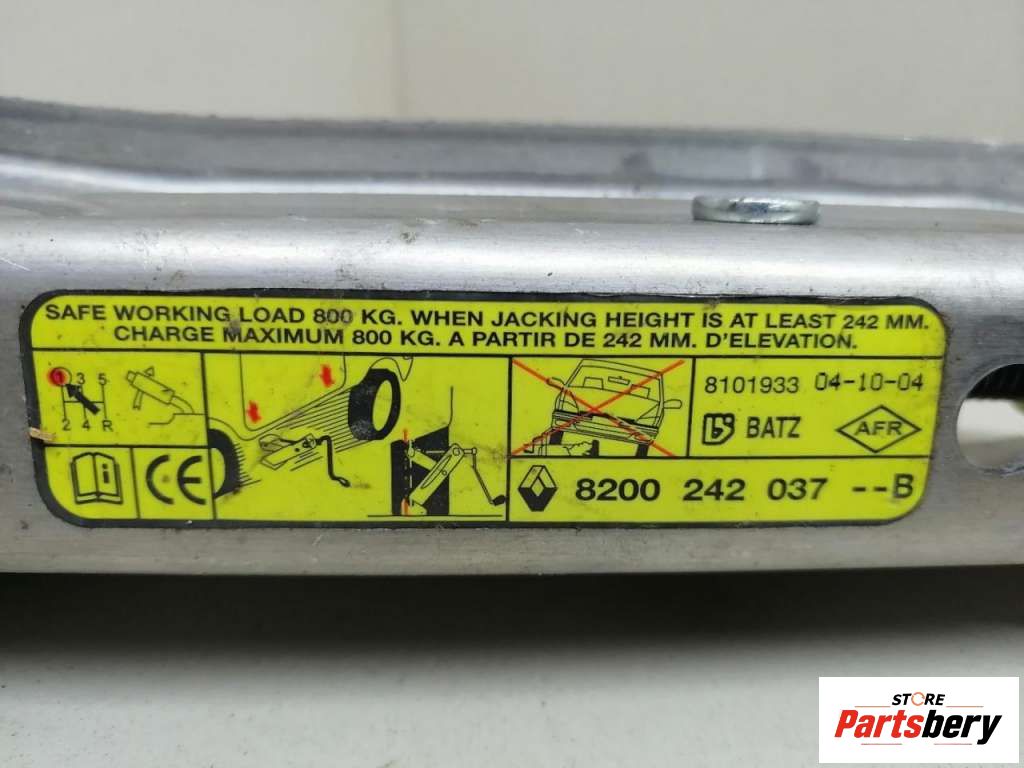 SAFE WORKING LOAD 800 KG. WHEN JACKING HEIGHT IS AT LEAST 242 MM.
CHARGE MAXIMUM 800 KG. A PARTIR DE 242 MM. D'ELEVATION.
1 3 5
2 4 R
8101933 04-10-04
BATZ
AFR
CE
8200 242 037 --B
STORE
Partsbery